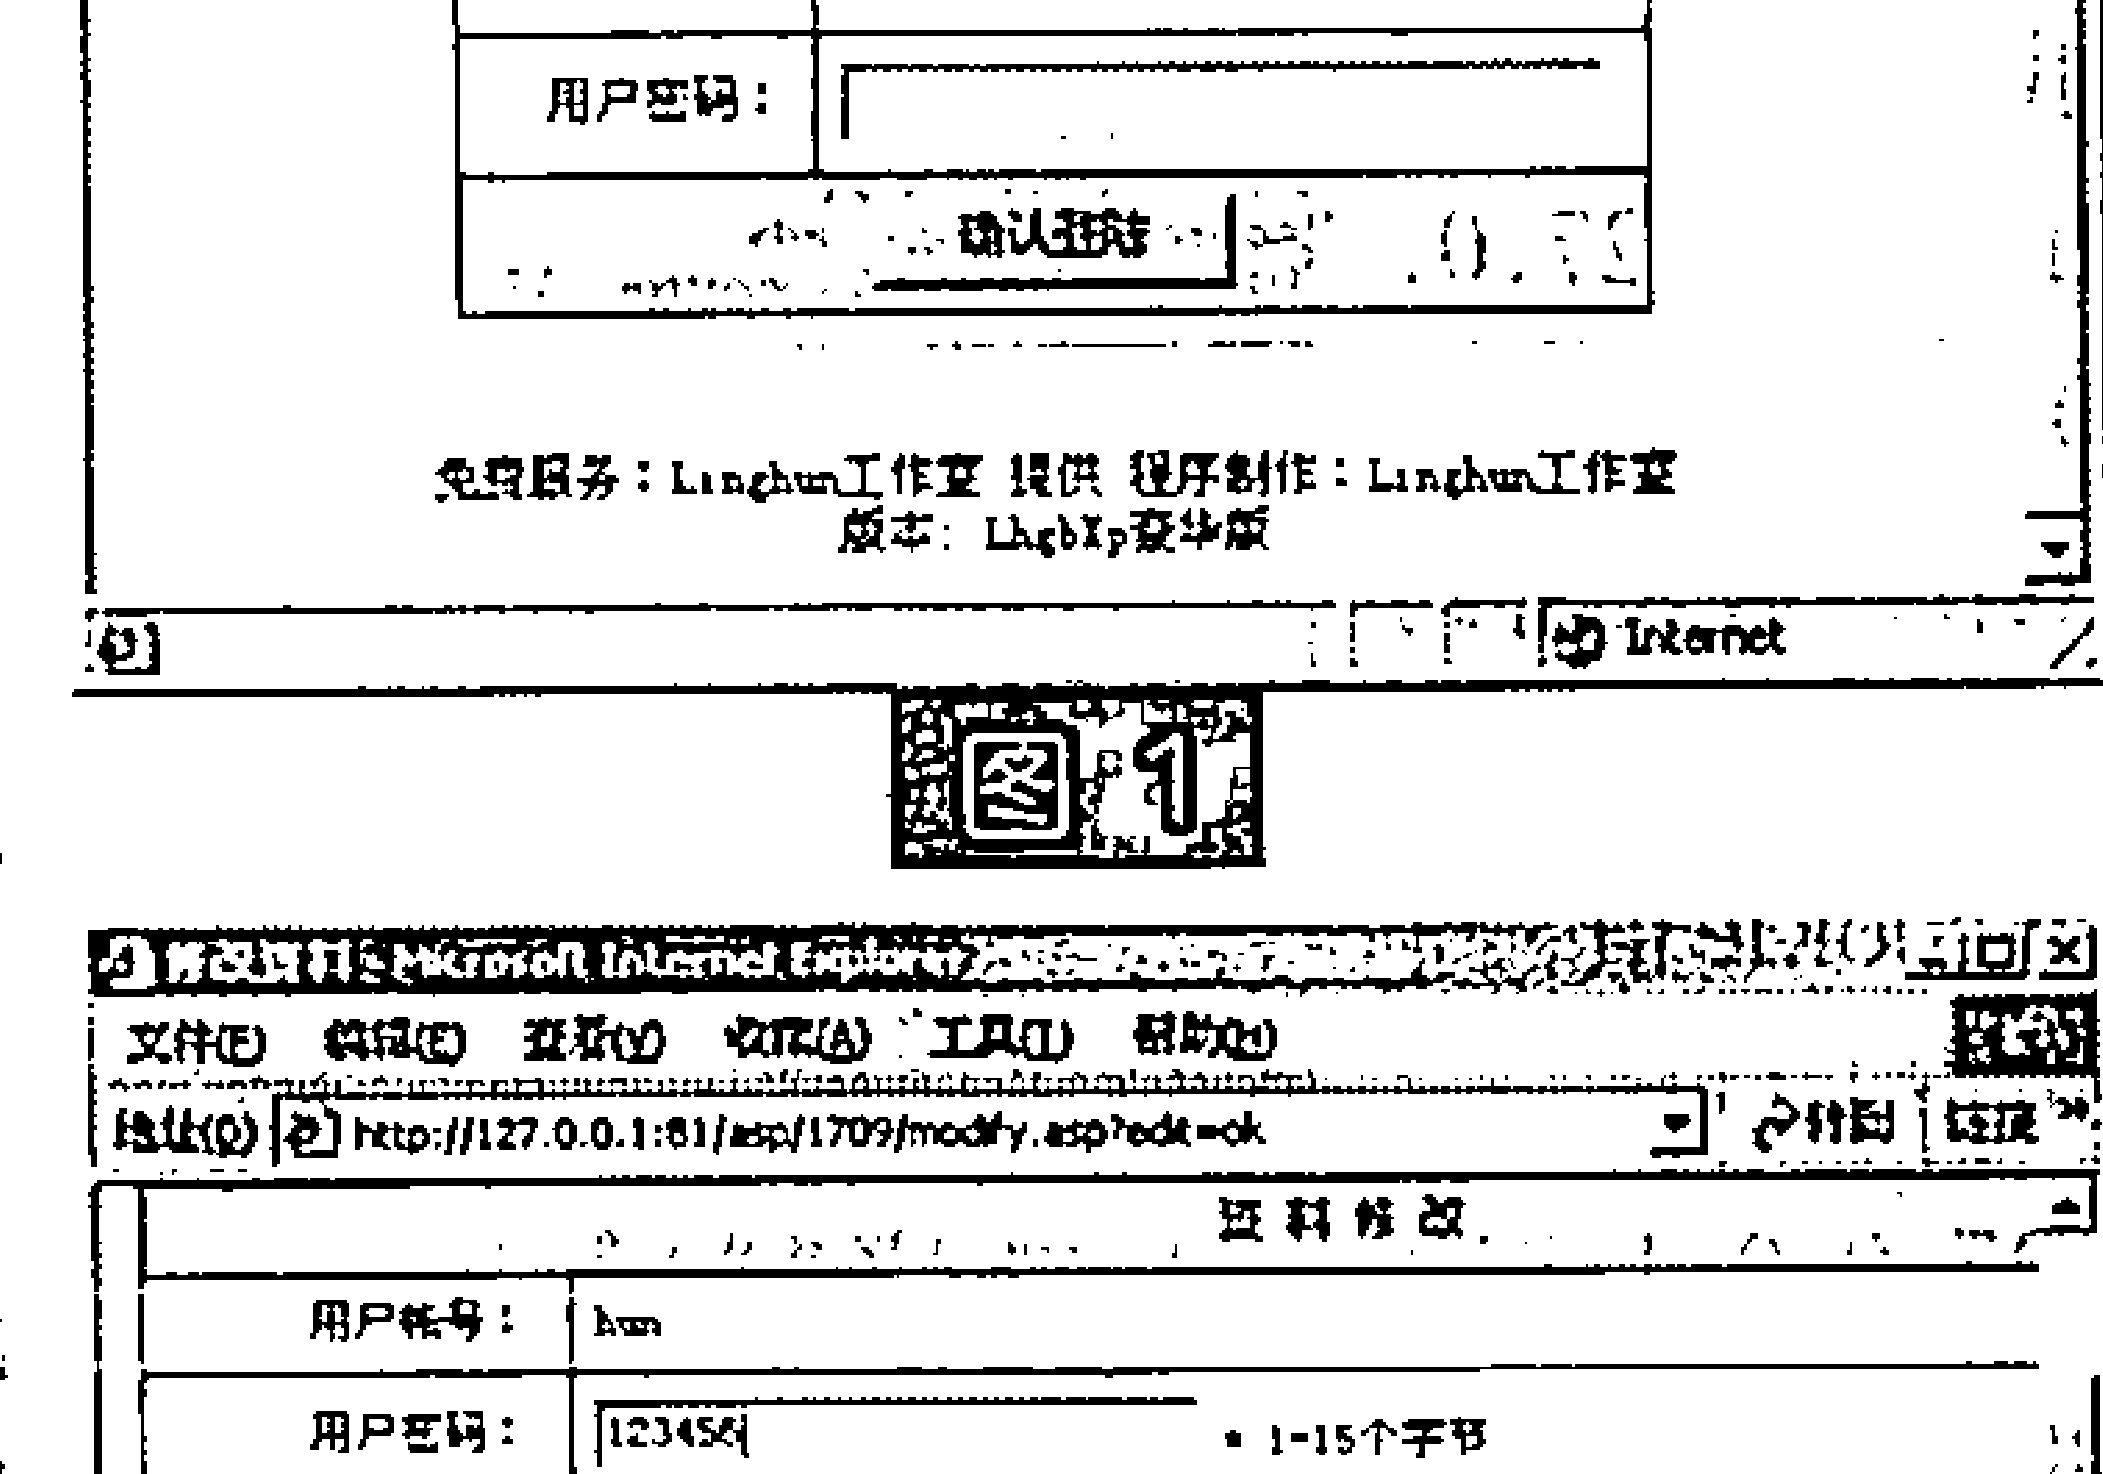 用户密码：
确认
免费服务：Linghun工作室 提供 程序制作：Linghun工作室
版本: LhgbXp豪华版
Internet
图 1
Microsoft Internet Explorer
文件(F) 编辑(E) 查看(V) 收藏(A) 工具(T) 帮助(H)
地址(D) http://127.0.0.1:81/asp/1709/modify.asp?edit=ok 转到 链接 »
资 料 修 改
用户帐号： hun
用户密码： 123456 * 1-15个字节